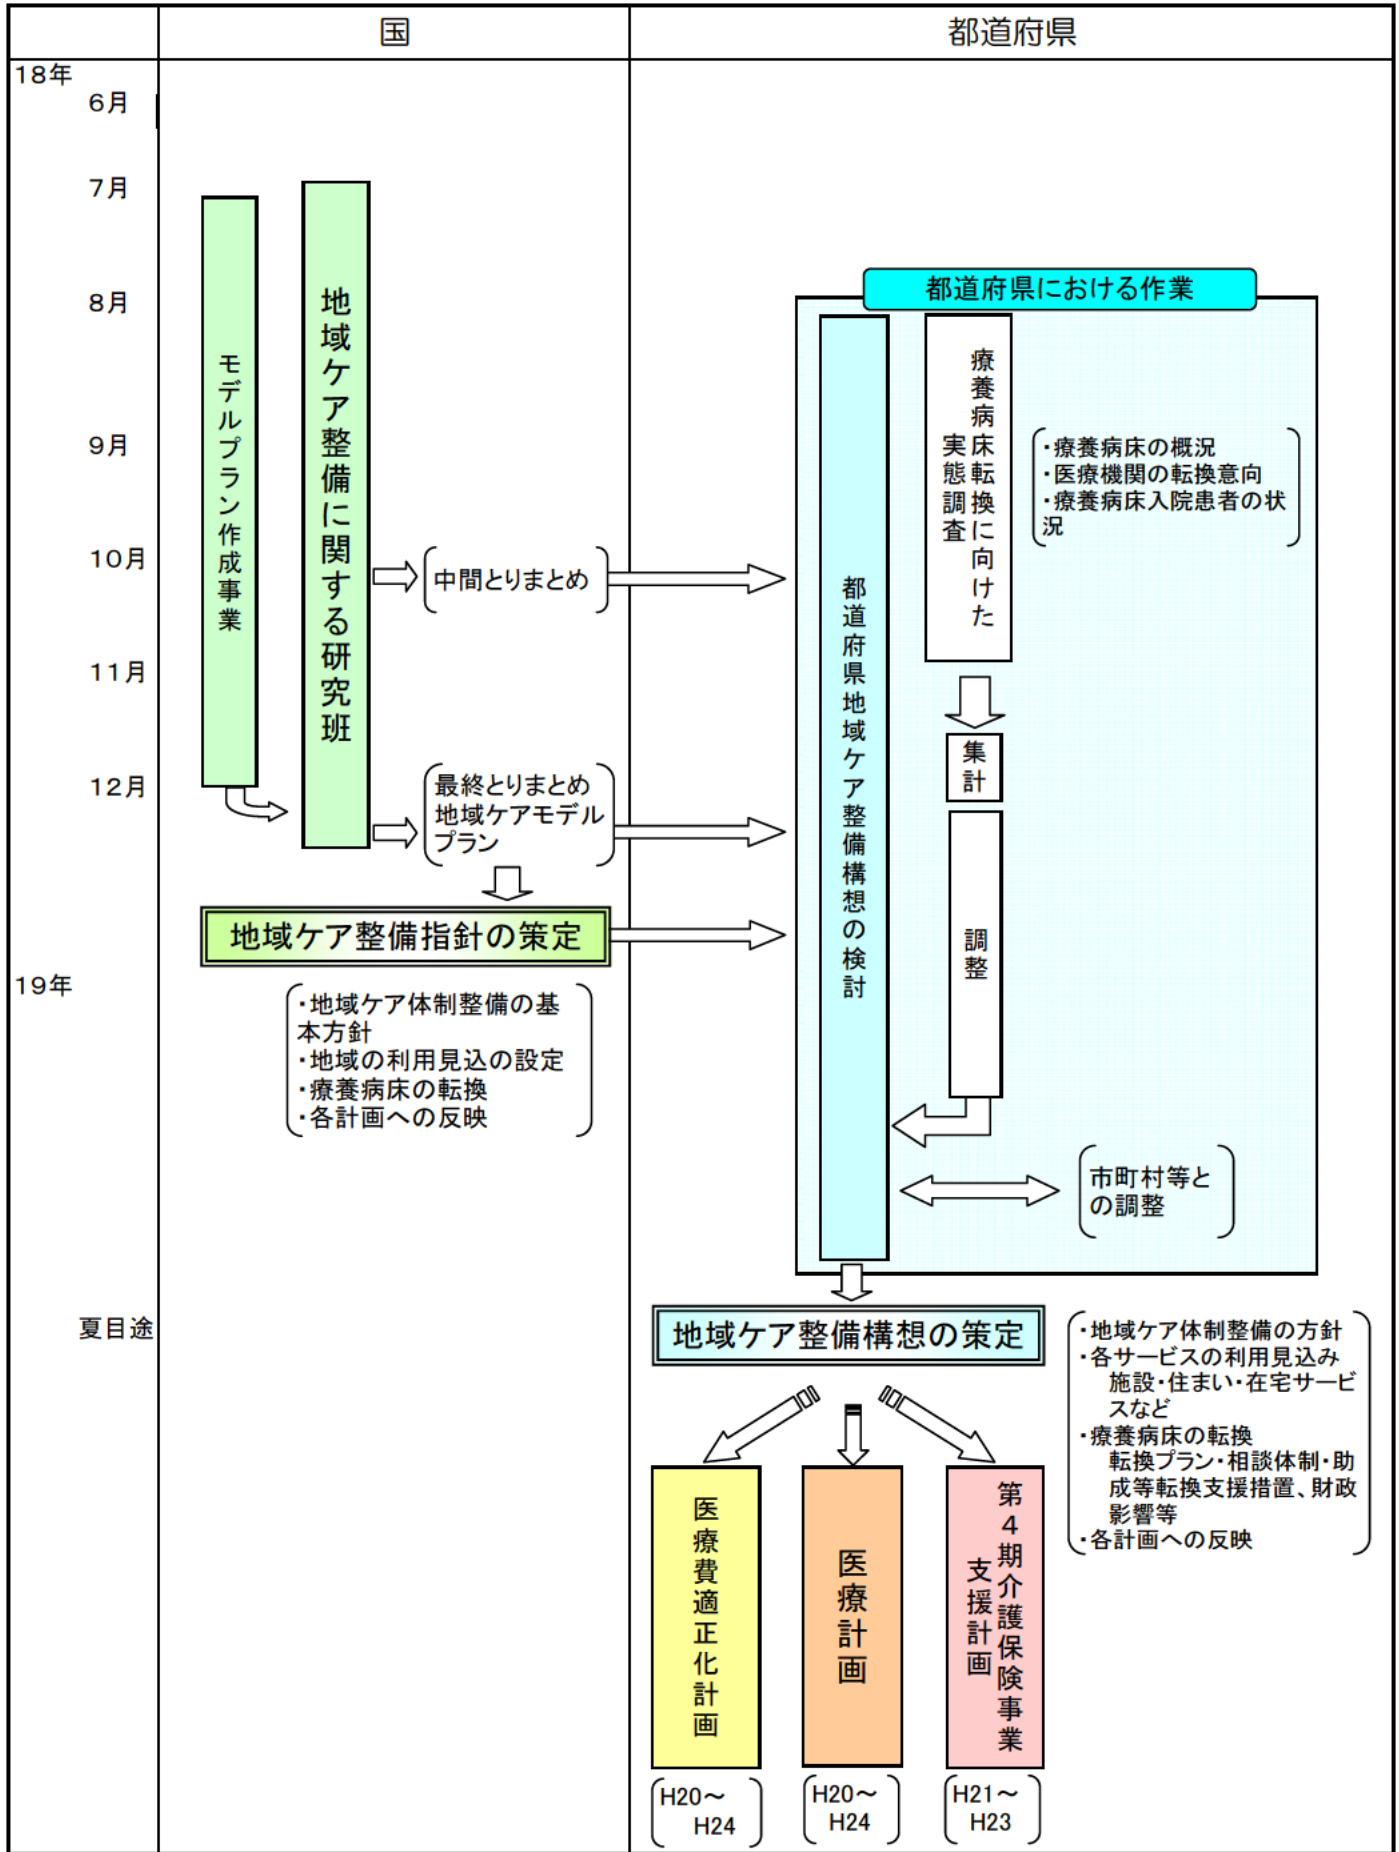 国
都道府県
18年
6月
7月
8月
9月
10月
11月
12月
19年
夏目途
モデルプラン作成事業
地域ケア整備に関する研究班
中間とりまとめ
最終とりまとめ
地域ケアモデル
プラン
地域ケア整備指針の策定
・地域ケア体制整備の基
本方針
・地域の利用見込の設定
・療養病床の転換
・各計画への反映
都道府県における作業
都道府県地域ケア整備構想の検討
療養病床転換に向けた
実態調査
・療養病床の概況
・医療機関の転換意向
・療養病床入院患者の状
況
集計
調整
市町村等と
の調整
地域ケア整備構想の策定
・地域ケア体制整備の方針
・各サービスの利用見込み
施設・住まい・在宅サービ
スなど
・療養病床の転換
転換プラン・相談体制・助
成等転換支援措置、財政
影響等
・各計画への反映
医療費適正化計画
医療計画
第4期介護保険事業
支援計画
H20～
H24
H20～
H24
H21～
H23